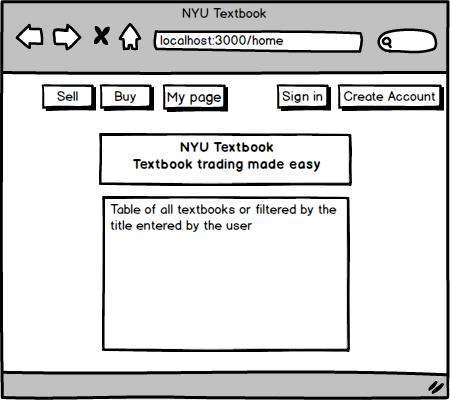 NYU Textbook
localhost:3000/home
Sell Buy My page Sign in Create Account
NYU Textbook
Textbook trading made easy
Table of all textbooks or filtered by the
title entered by the user